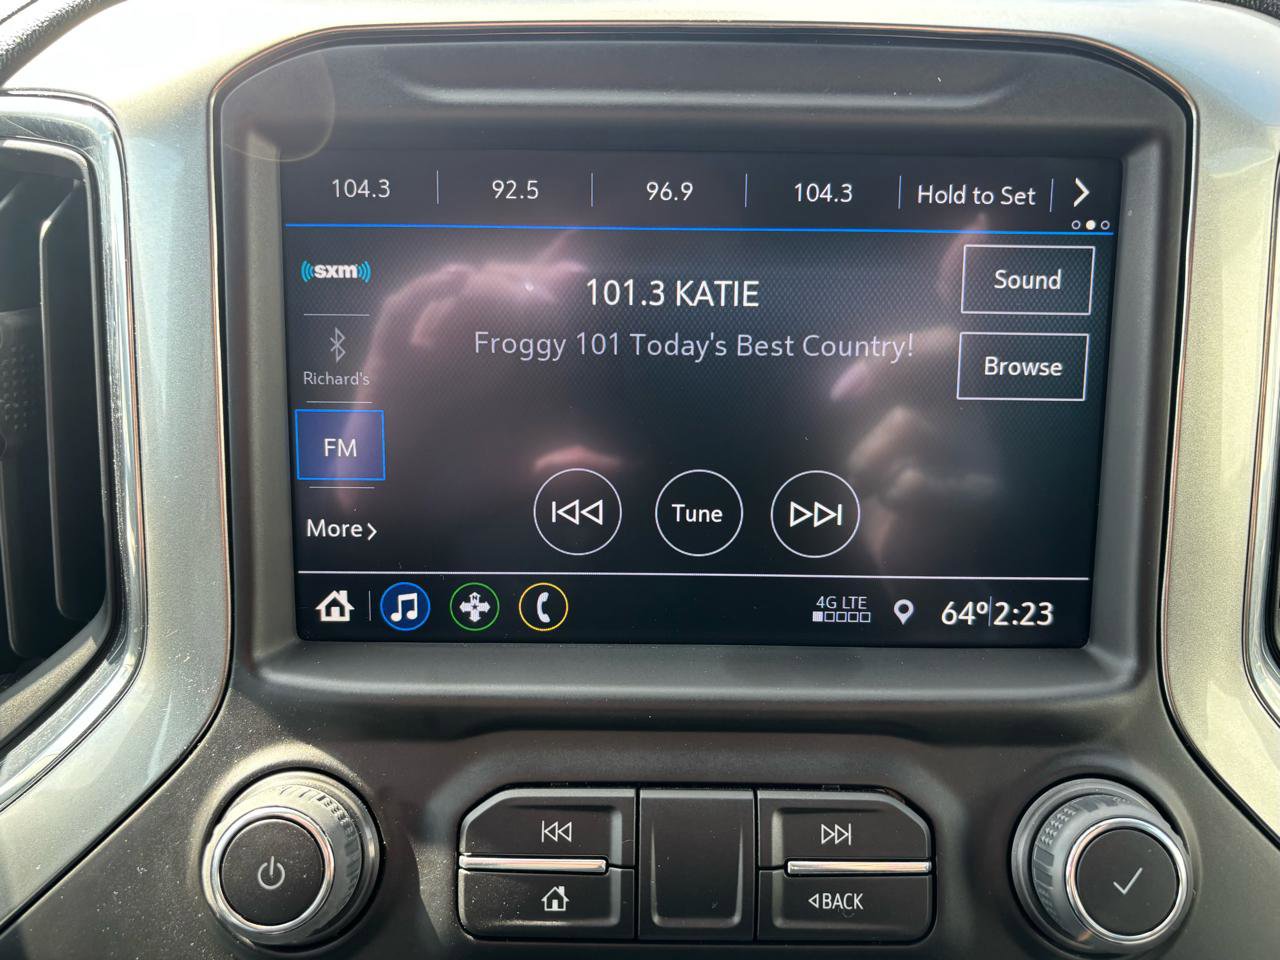 104.3 92.5 96.9 104.3 Hold to Set
sxm
101.3 KATIE
Sound
Froggy 101 Today's Best Country!
Richard's
Browse
FM
Tune
More
4G LTE
64° 2:23
N
BACK